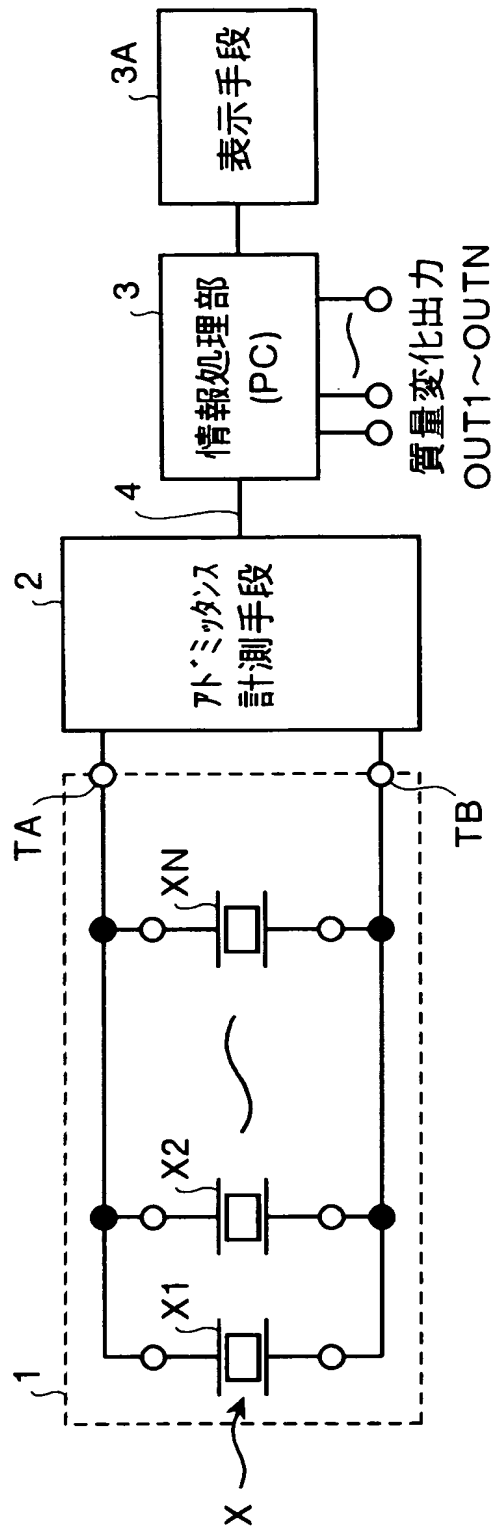 1
X
X1
X2
XN
TA
TB
2
ｱﾄﾞﾐｯﾀﾝｽ
計測手段
4
3
情報処理部
(PC)
質量変化出力
OUT1～OUTN
3A
表示手段